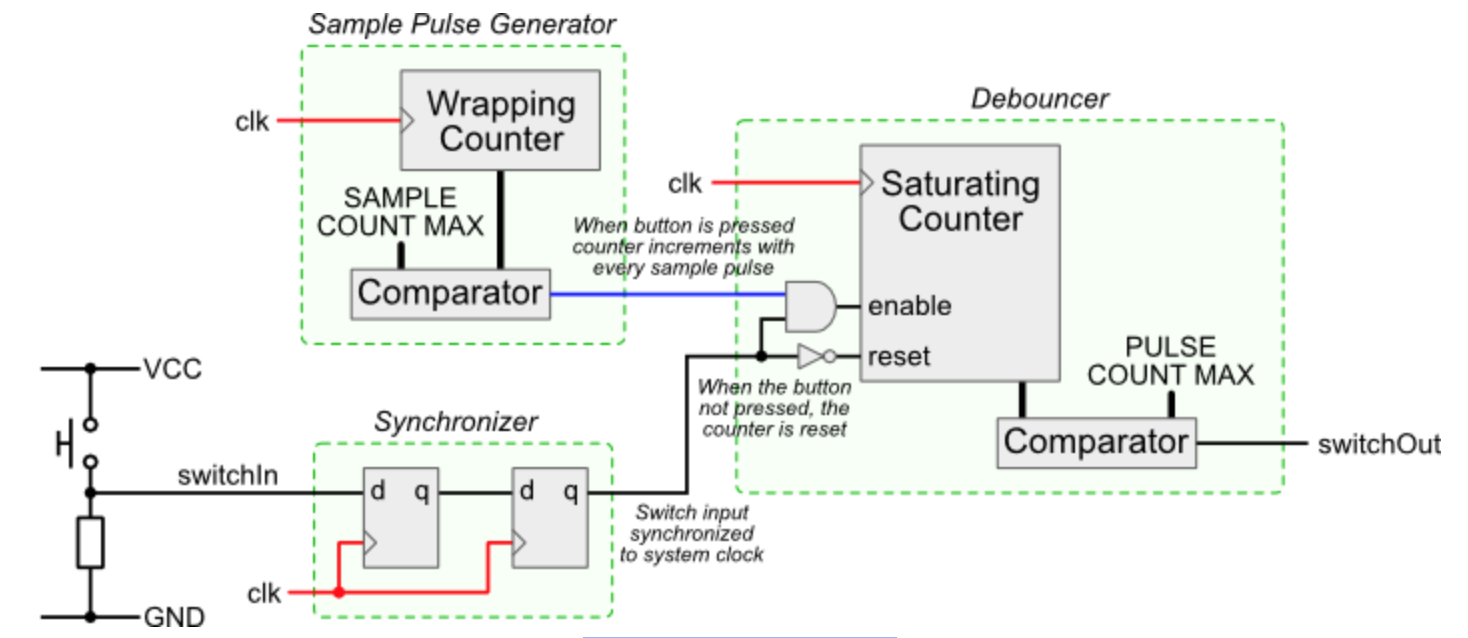 Sample Pulse Generator
clk
Wrapping
Counter
SAMPLE
COUNT MAX
Comparator
When button is pressed
counter increments with
every sample pulse
Debouncer
clk
Saturating
Counter
enable
reset
When the button
not pressed, the
counter is reset
PULSE
COUNT MAX
Comparator
switchOut
VCC
switchIn
GND
Synchronizer
d q
d q
clk
Switch input
synchronized
to system clock